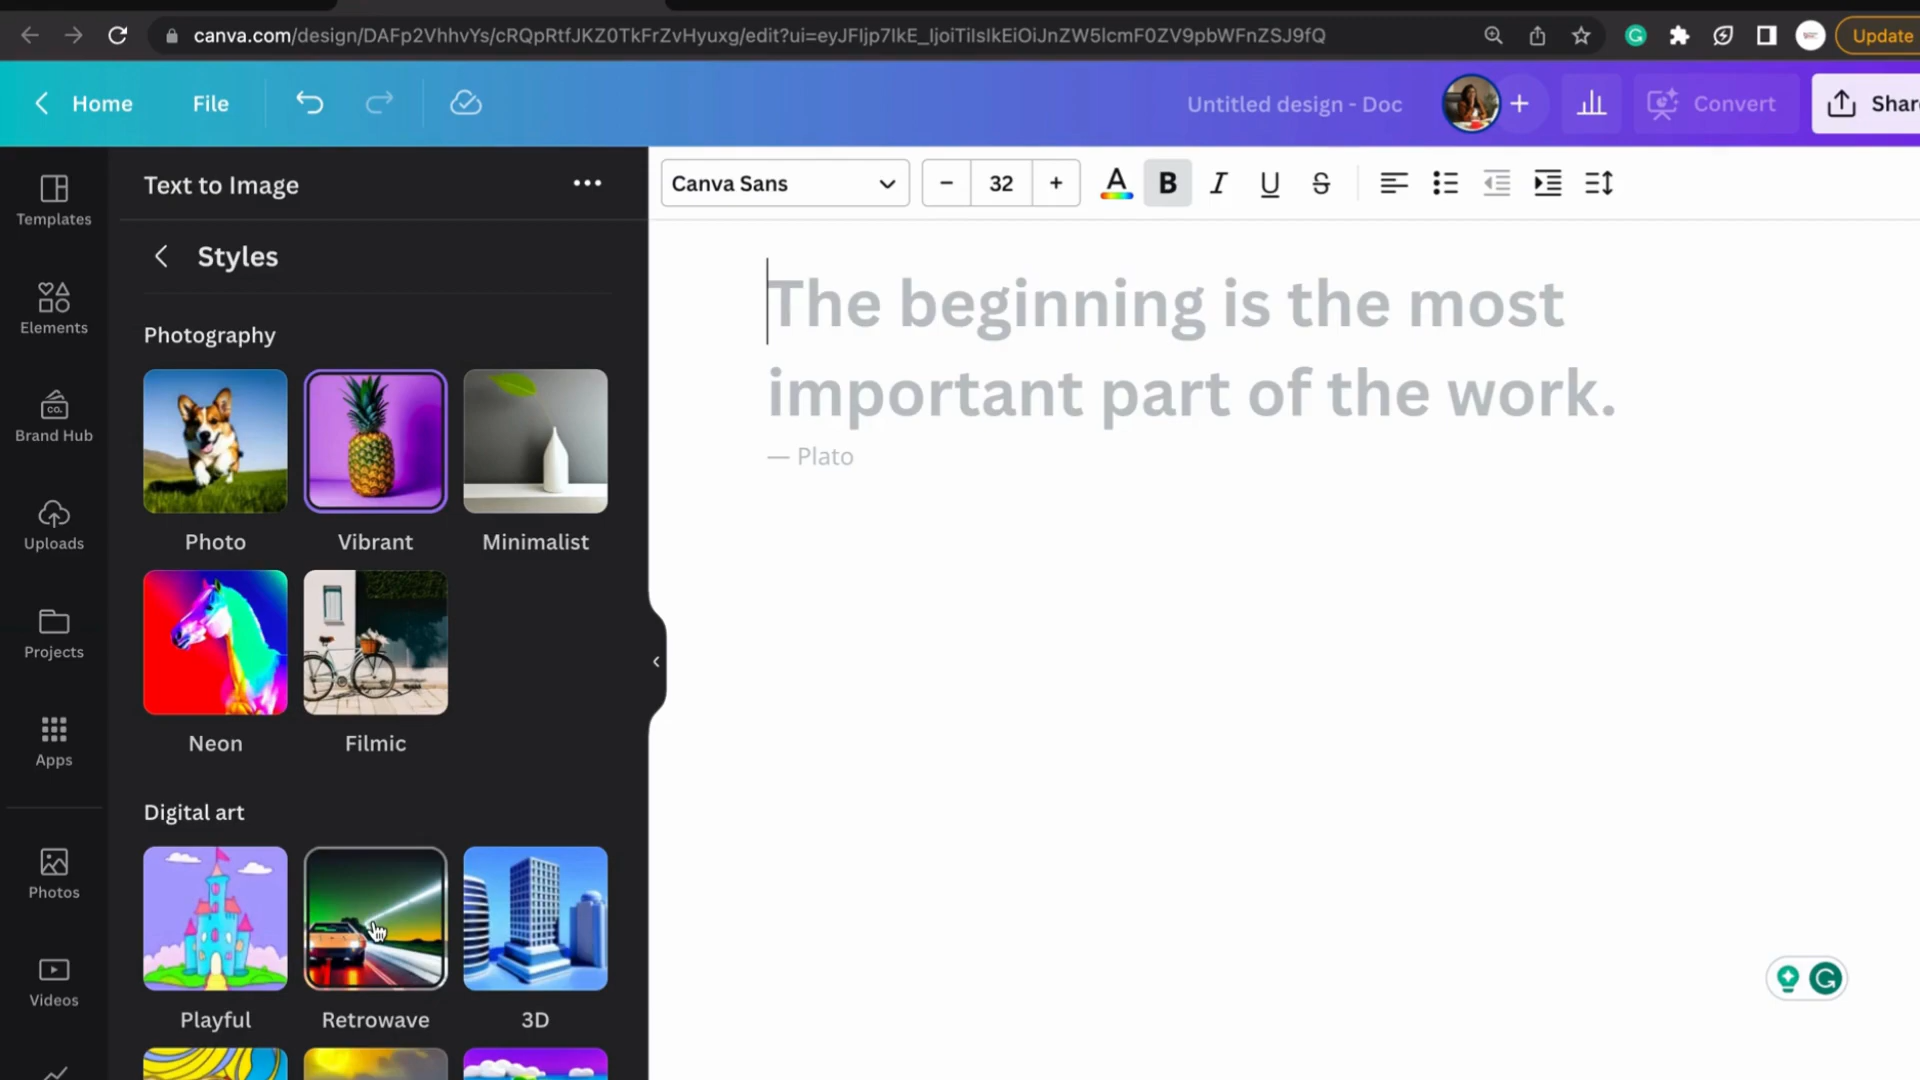 canva.com/design/DAFp2VhhvYs/cRQpRtfJKZ0TkFrZvHyuxg/edit?ui=eyJFIjp7IkE_IjoiTiIsIkEiOiJnZW5lcmF0ZV9pbWFnZSJ9fQ
Update
Home
File
Untitled design - Doc
Convert
Shar
Templates
Elements
CO.
Brand Hub
Uploads
Projects
Apps
Photos
Videos
Text to Image
Styles
Photography
Photo
Vibrant
Minimalist
Neon
Filmic
Digital art
Playful
Retrowave
3D
Canva Sans
− 32 +
A B I U S
The beginning is the most
important part of the work.
— Plato